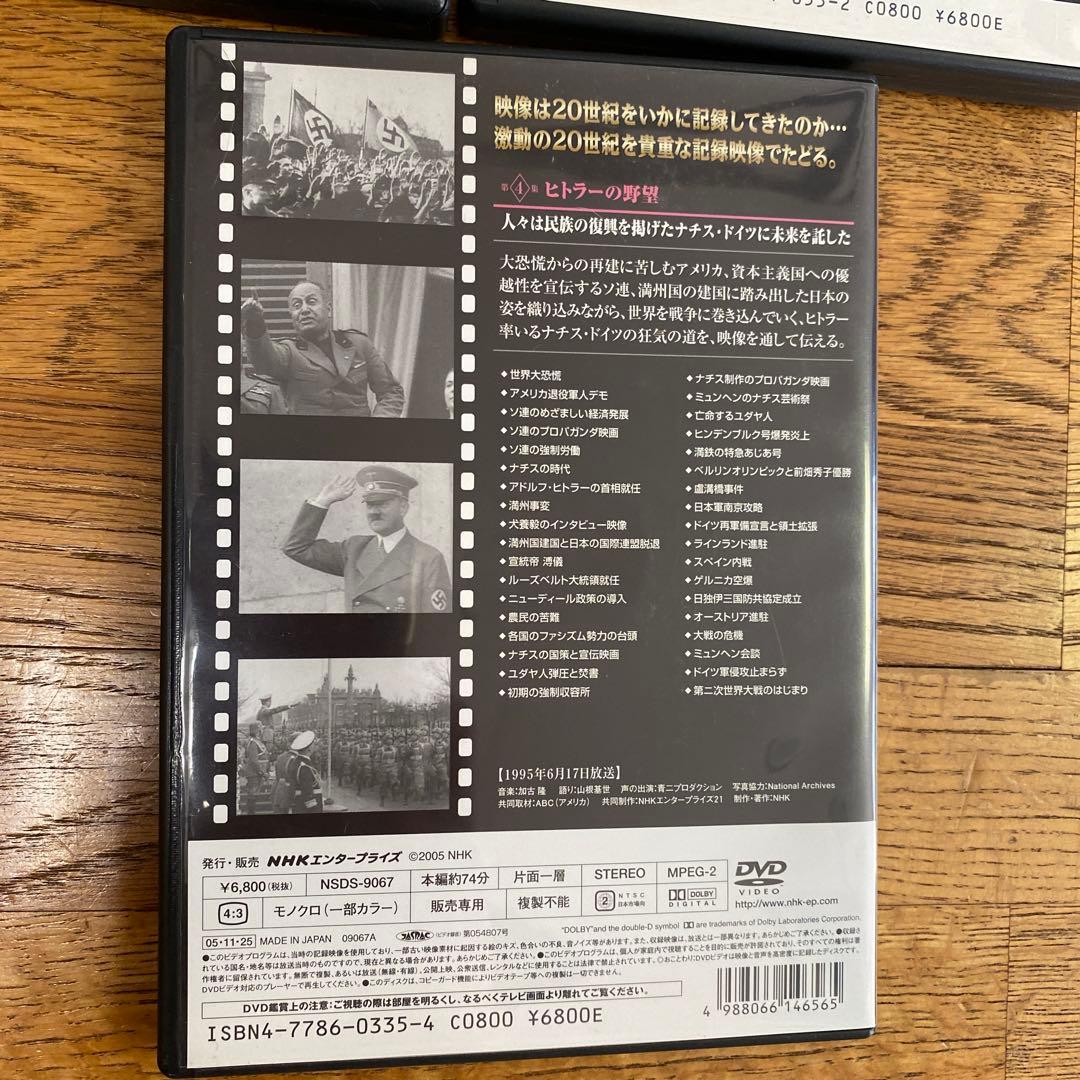 855-2 C0800 ¥6800E
映像は20世紀をいかに記録してきたのか…
激動の20世紀を貴重な記録映像でたどる。
第4集 ヒトラーの野望
人々は民族の復興を掲げたナチス・ドイツに未来を託した
大恐慌からの再建に苦しむアメリカ、資本主義国への優
越性を宣伝するソ連、満州国の建国に踏み出した日本の
姿を織り込みながら、世界を戦争に巻き込んでいく、ヒトラー
率いるナチス・ドイツの狂気の道を、映像を通して伝える。
◆世界大恐慌
◆アメリカ退役軍人デモ
◆ソ連のめざましい経済発展
◆ソ連のプロパガンダ映画
◆ソ連の強制労働
◆ナチスの時代
◆アドルフ・ヒトラーの首相就任
◆満州事変
◆犬養毅のインタビュー映像
◆満州国建国と日本の国際連盟脱退
◆宣統帝 溥儀
◆ルーズベルト大統領就任
◆ニューディール政策の導入
◆農民の苦難
◆各国のファシズム勢力の台頭
◆ナチスの国策と宣伝映画
◆ユダヤ人弾圧と焚書
◆初期の強制収容所
◆ナチス制作のプロパガンダ映画
◆ミュンヘンのナチス芸術祭
◆亡命するユダヤ人
◆ヒンデンブルク号爆発炎上
◆満鉄の特急あじあ号
◆ベルリンオリンピックと前畑秀子優勝
◆盧溝橋事件
◆日本軍南京攻略
◆ドイツ再軍備宣言と領土拡張
◆ラインランド進駐
◆スペイン内戦
◆ゲルニカ空爆
◆日独伊三国防共協定成立
◆オーストリア進駐
◆大戦の危機
◆ミュンヘン会談
◆ドイツ軍侵攻止まらず
◆第二次世界大戦のはじまり
【1995年6月17日放送】
音楽:加古 隆 語り:山根基世 声の出演:青二プロダクション 写真協力:National Archives
共同取材:ABC(アメリカ) 共同制作:NHKエンタープライズ21 制作・著作:NHK
発行・販売 NHKエンタープライズ ©2005 NHK
¥6,800(税抜) NSDS-9067 本編約74分 片面一層 STEREO MPEG-2 DVD VIDEO
4:3 モノクロ(一部カラー) 販売専用 複製不能 2 NTSC 日本市場向 DOLBY DIGITAL http://www.nhk-ep.com
05・11・25 MADE IN JAPAN 09067A JASRAC (ビデオ録音) 第054807号 "DOLBY"and the double-D symbol are trademarks of Dolby Laboratories Corporation.
DVD鑑賞上の注意:ご視聴の際は部屋を明るくし、なるべくテレビ画面より離れてご覧ください。
ISBN4-7786-0335-4 C0800 ¥6800E
4 988066 146565